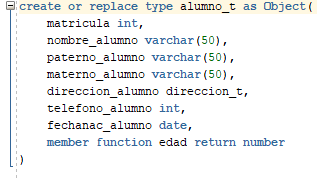 create or replace type alumno_t as Object(
matricula int,
nombre_alumno varchar(50),
paterno_alumno varchar(50),
materno_alumno varchar(50),
direccion_alumno direccion_t,
telefono_alumno int,
fechanac_alumno date,
member function edad return number
)